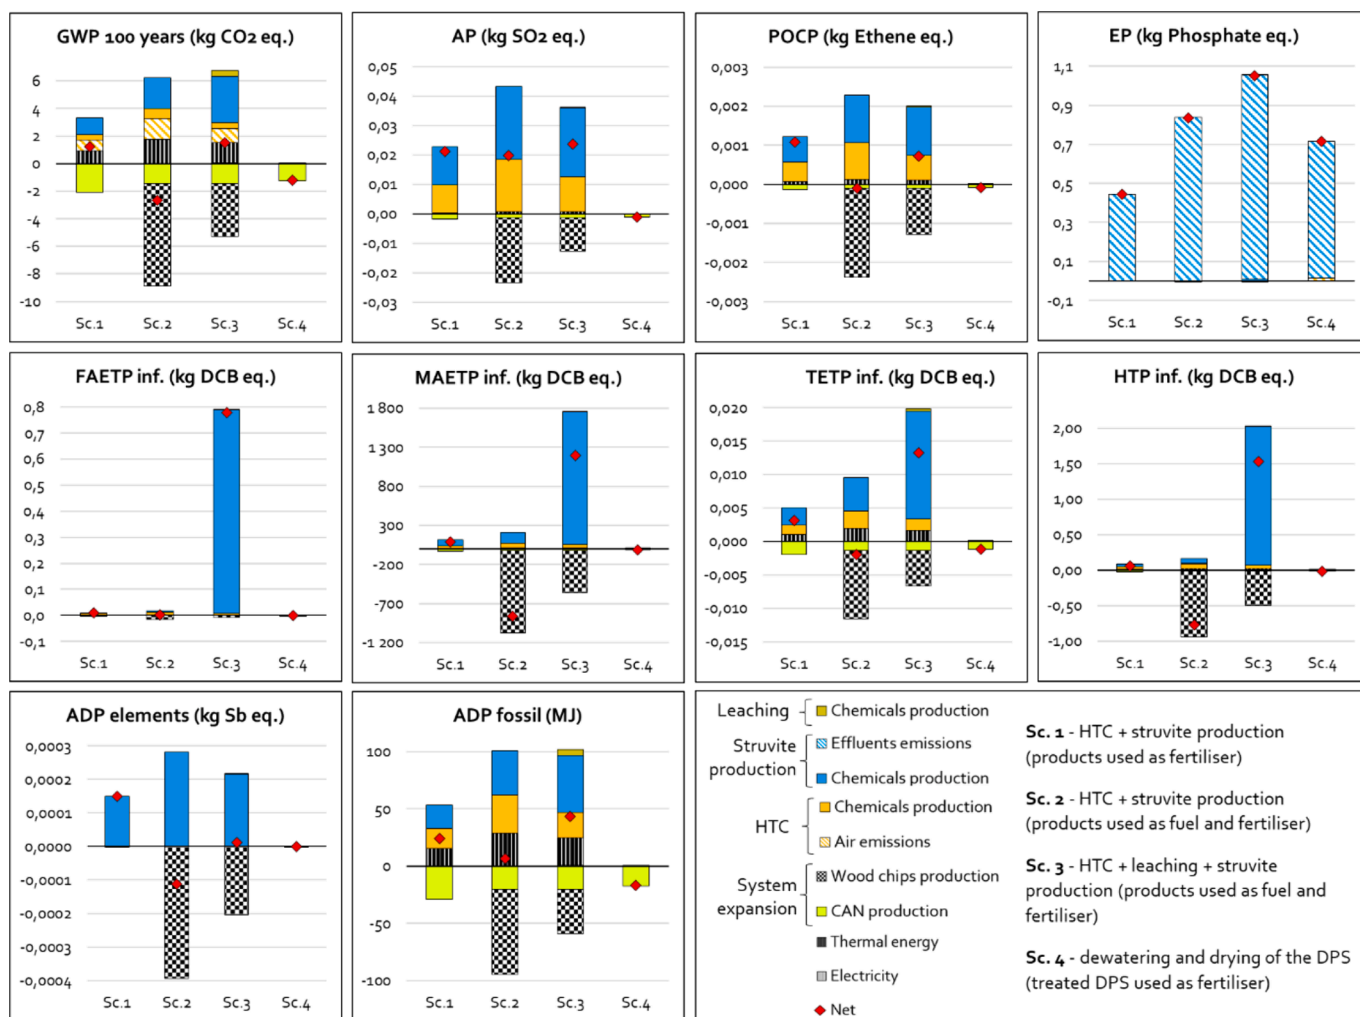 GWP 100 years (kg CO2 eq.)
6
4
2
0
-2
-4
-6
-8
-10
Sc.1 Sc.2 Sc.3 Sc.4
AP (kg SO2 eq.)
0,05
0,04
0,03
0,02
0,01
0,00
-0,01
-0,02
-0,03
Sc.1 Sc.2 Sc.3 Sc.4
POCP (kg Ethene eq.)
0,003
0,002
0,001
0,000
-0,001
-0,002
-0,003
Sc.1 Sc.2 Sc.3 Sc.4
EP (kg Phosphate eq.)
1,1
0,9
0,7
0,5
0,3
0,1
-0,1
Sc.1 Sc.2 Sc.3 Sc.4
FAETP inf. (kg DCB eq.)
0,8
0,7
0,6
0,5
0,4
0,3
0,2
0,1
0,0
-0,1
Sc.1 Sc.2 Sc.3 Sc.4
MAETP inf. (kg DCB eq.)
1 800
1 300
800
300
-200
-700
-1 200
Sc.1 Sc.2 Sc.3 Sc.4
TETP inf. (kg DCB eq.)
0,020
0,015
0,010
0,005
0,000
-0,005
-0,010
-0,015
Sc.1 Sc.2 Sc.3 Sc.4
HTP inf. (kg DCB eq.)
2,00
1,50
1,00
0,50
0,00
-0,50
-1,00
Sc.1 Sc.2 Sc.3 Sc.4
ADP elements (kg Sb eq.)
0,0003
0,0002
0,0001
0,0000
-0,0001
-0,0002
-0,0003
-0,0004
Sc.1 Sc.2 Sc.3 Sc.4
ADP fossil (MJ)
100
50
0
-50
-100
Sc.1 Sc.2 Sc.3 Sc.4
Leaching
Chemicals production
Struvite
production
Effluents emissions
Chemicals production
HTC
Chemicals production
Air emissions
System
expansion
Wood chips production
CAN production
Thermal energy
Electricity
Net
Sc. 1 - HTC + struvite production
(products used as fertiliser)
Sc. 2 - HTC + struvite production
(products used as fuel and fertiliser)
Sc. 3 - HTC + leaching + struvite
production (products used as fuel and
fertiliser)
Sc. 4 - dewatering and drying of the DPS
(treated DPS used as fertiliser)